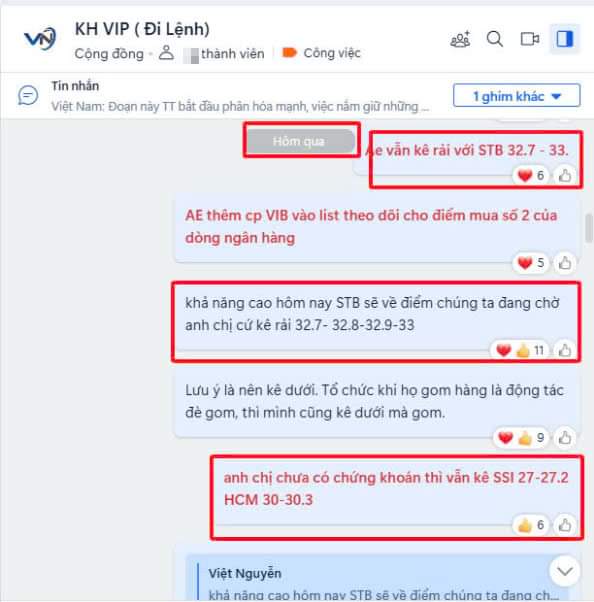 VN
KH VIP ( Đi Lệnh)
Cộng đồng
thành viên
Công việc
Tin nhắn
Việt Nam: Đoạn này TT bắt đầu phân hóa mạnh, việc nắm giữ những ...
1 ghim khác
Hôm qua
Ae vẫn kê rải với STB 32.7 - 33.
6
AE thêm cp VIB vào list theo dõi cho điểm mua số 2 của
dòng ngân hàng
5
khả năng cao hôm nay STB sẽ về điểm chúng ta đang chờ
anh chị cứ kê rải 32.7- 32.8-32.9-33
11
Lưu ý là nên kê dưới. Tổ chức khi họ gom hàng là động tác
đè gom, thì mình cũng kê dưới mà gom.
9
anh chị chưa có chứng khoán thì vẫn kê SSI 27-27.2
HCM 30-30.3
6
Việt Nguyễn
khả năng cao hôm nay STB sẽ về điểm chúng ta đang ch...